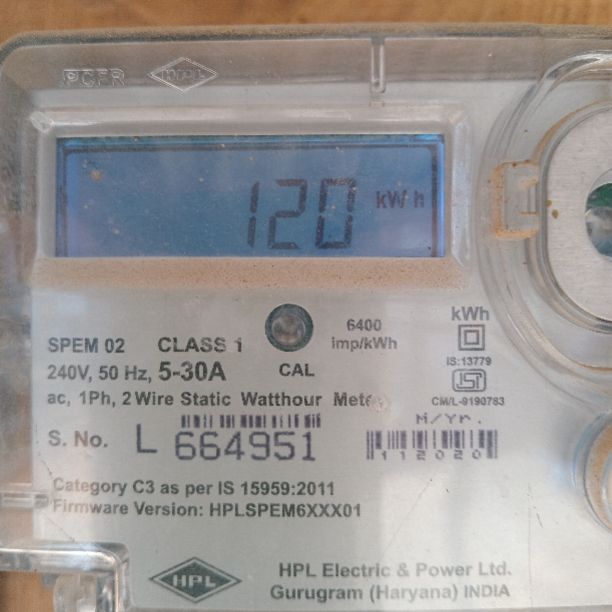 PCFR HPL
120 kWh
6400 kWh
SPEM 02 CLASS 1 imp/kWh
IS:13779
240V, 50 Hz, 5-30A CAL
ISI
CM/L-9190783
ac, 1Ph, 2 Wire Static Watthour Meter
M/Yr.
S. No. L 664951 112020
Category C3 as per IS 15959:2011
Firmware Version: HPLSPEM6XXX01
HPL HPL Electric & Power Ltd.
Gurugram (Haryana) INDIA